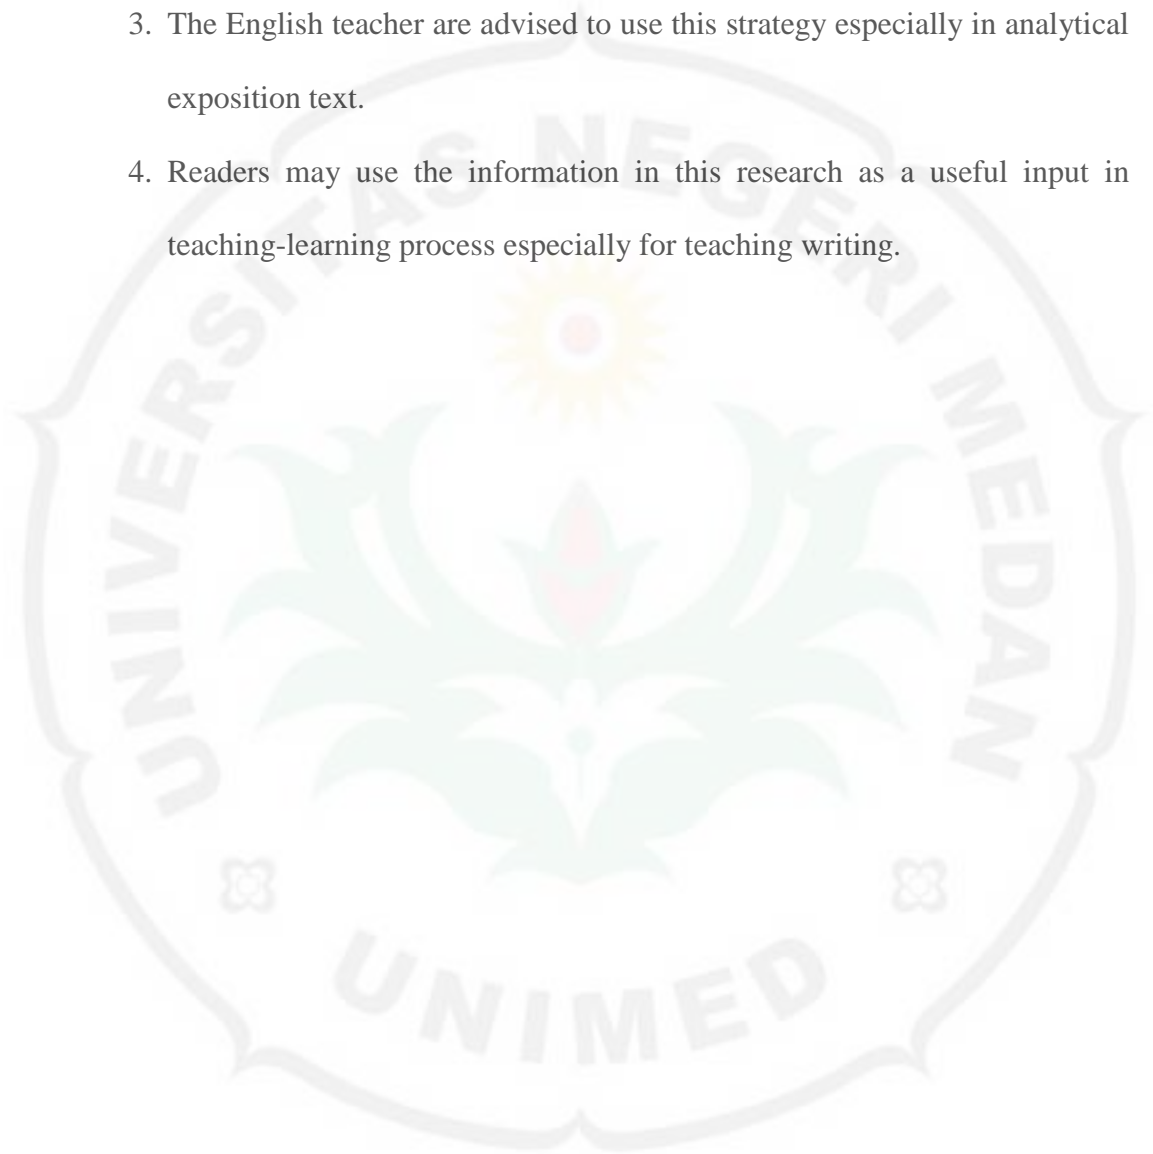 3. The English teacher are advised to use this strategy especially in analytical
exposition text.
4. Readers may use the information in this research as a useful input in
teaching-learning process especially for teaching writing.
UNIVERSITAS NEGERI MEDAN
UNIMED